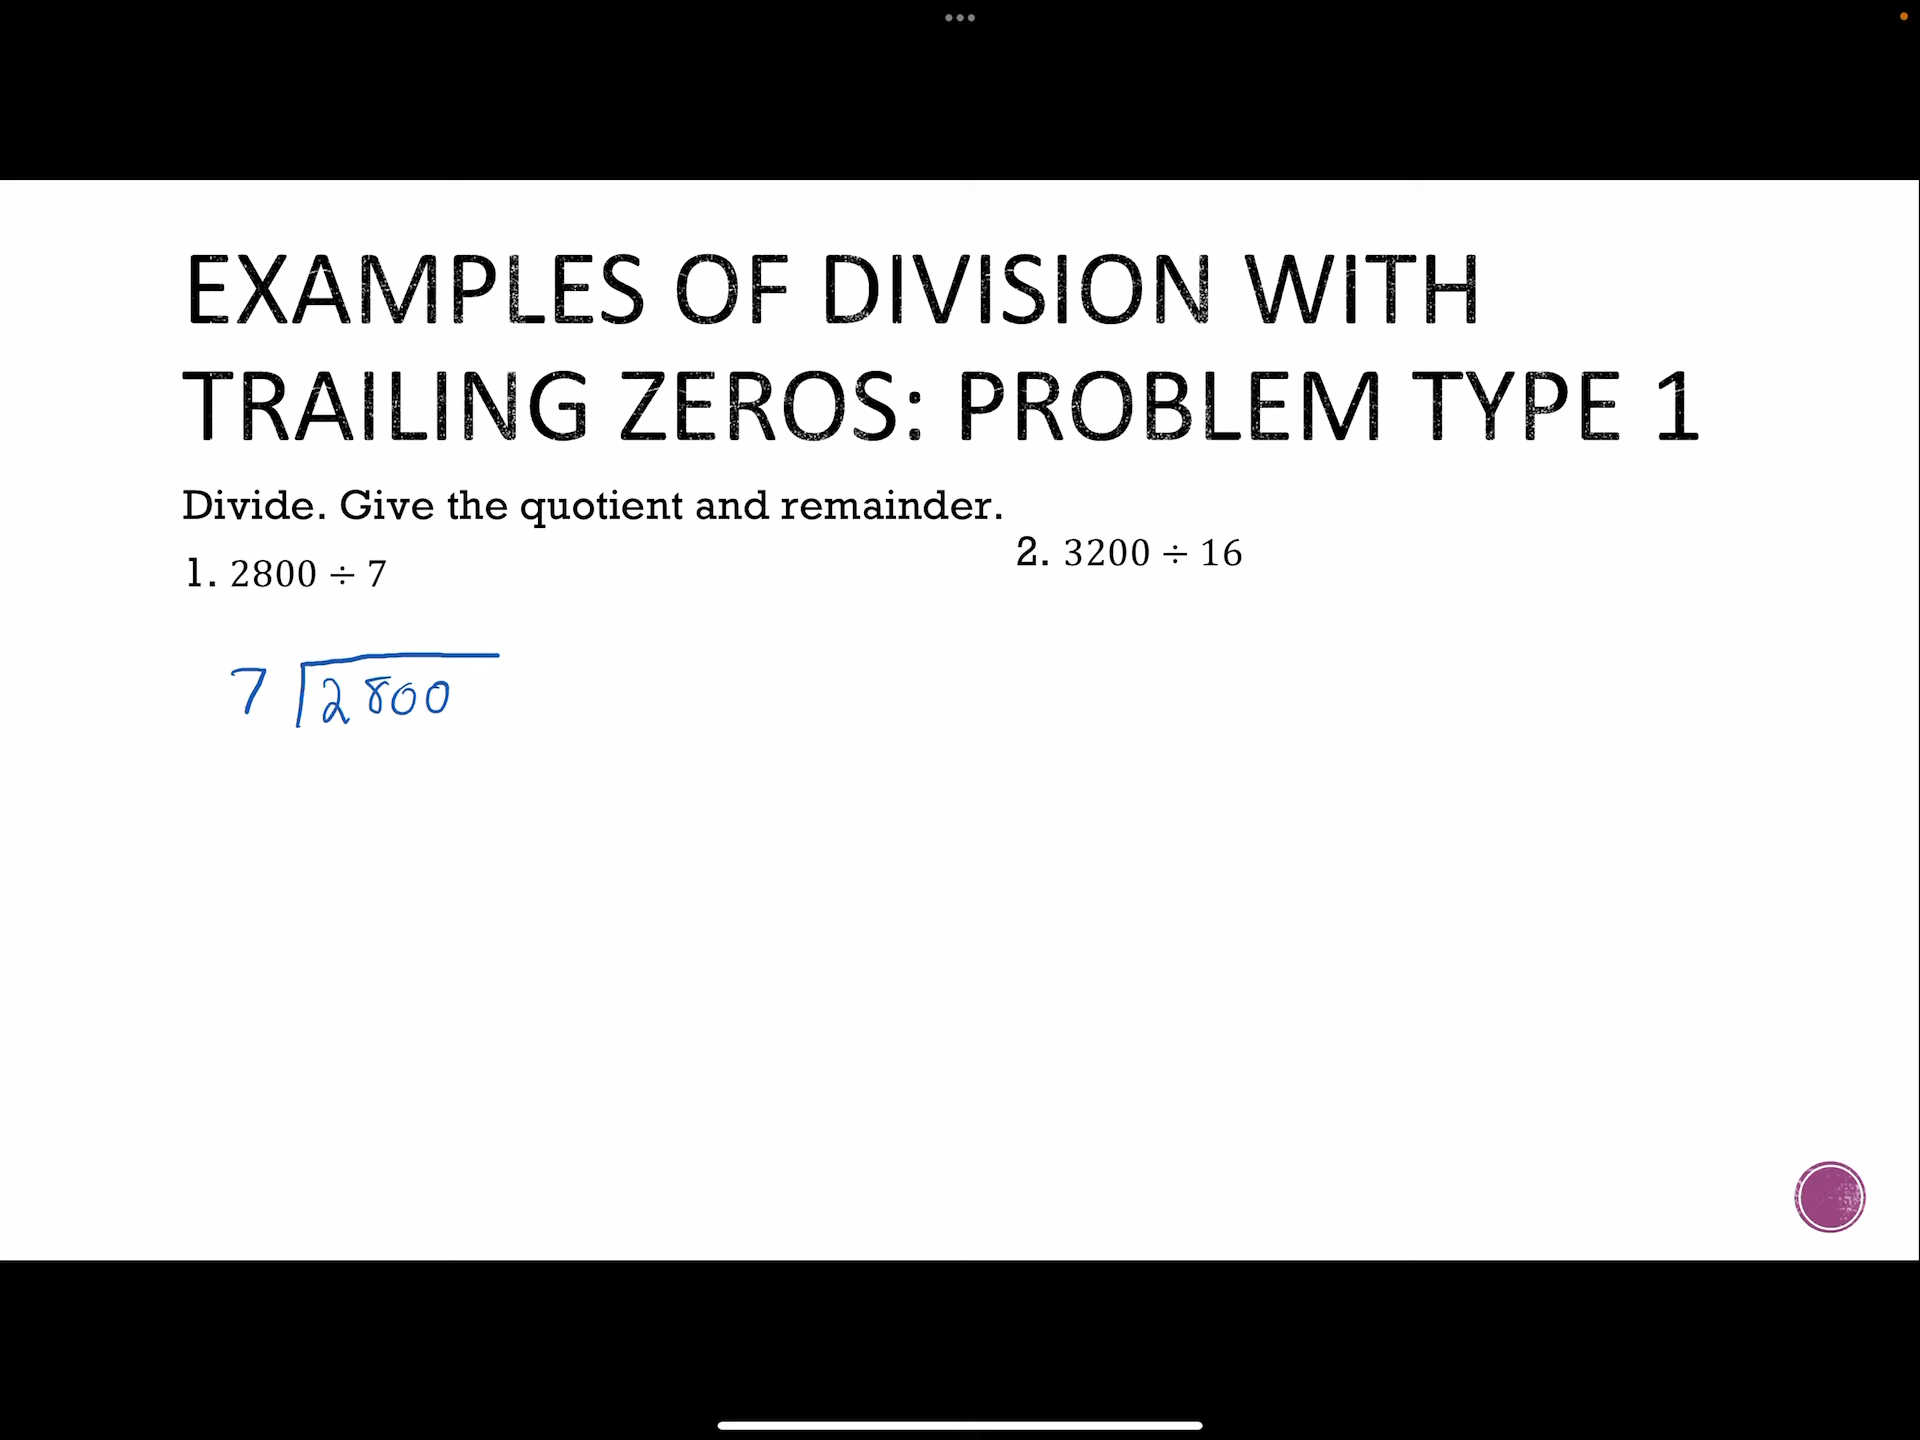 EXAMPLES OF DIVISION WITH
TRAILING ZEROS: PROBLEM TYPE 1
Divide. Give the quotient and remainder.
1. 2800 ÷ 7
2. 3200 ÷ 16
7 2800